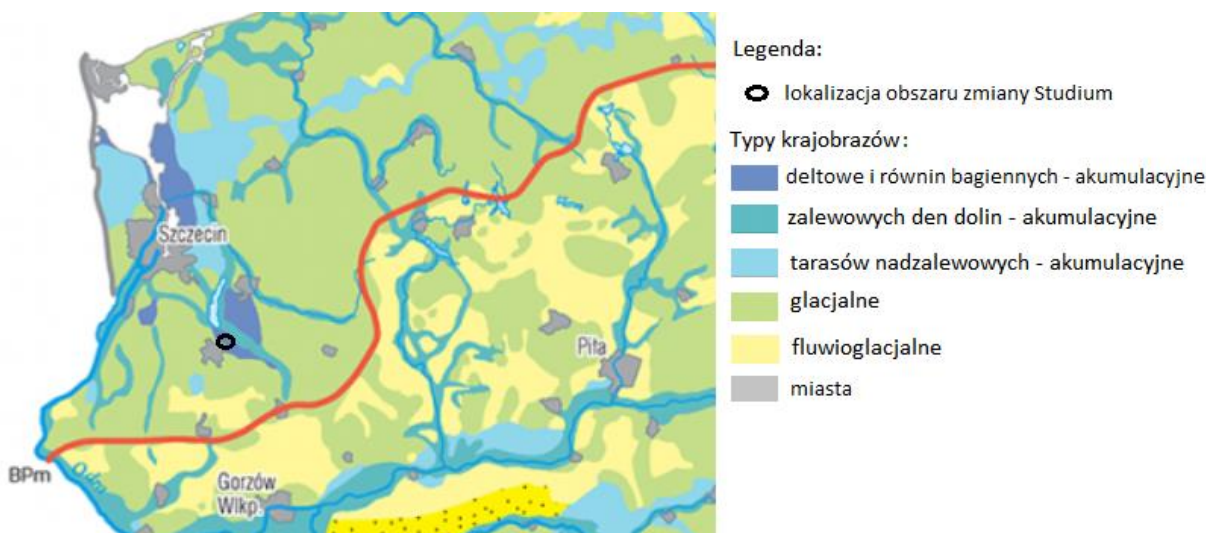 Szczecin
Piła
BPm
Odra
Gorzów
Wlkp.
Legenda:
lokalizacja obszaru zmiany Studium
Typy krajobrazów:
deltowe i równin bagiennych - akumulacyjne
zalewowych den dolin - akumulacyjne
tarasów nadzalewowych - akumulacyjne
glacjalne
fluwioglacjalne
miasta